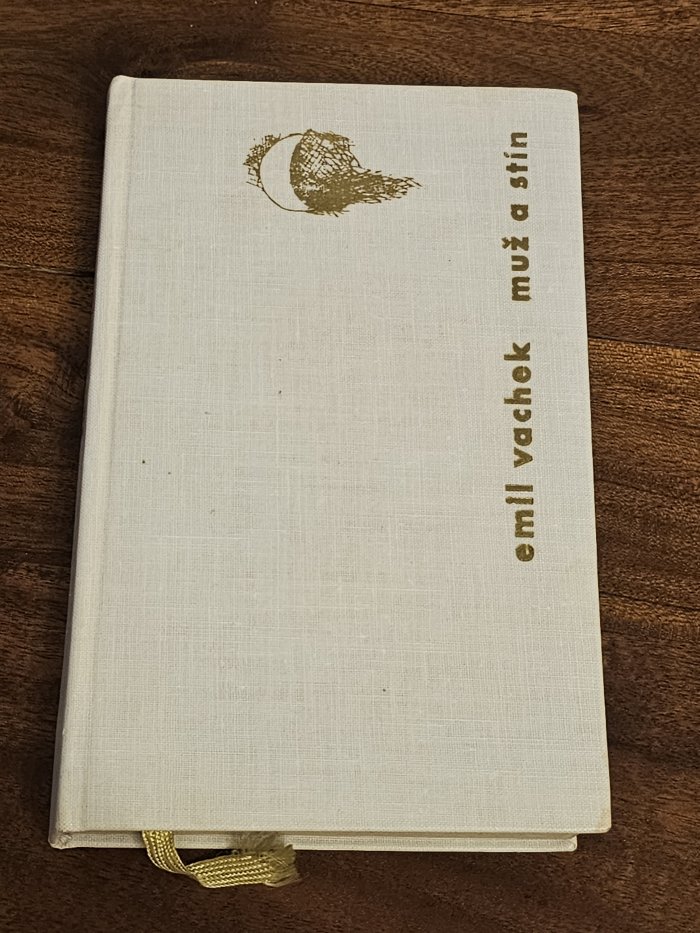 emil vachek muž a stín